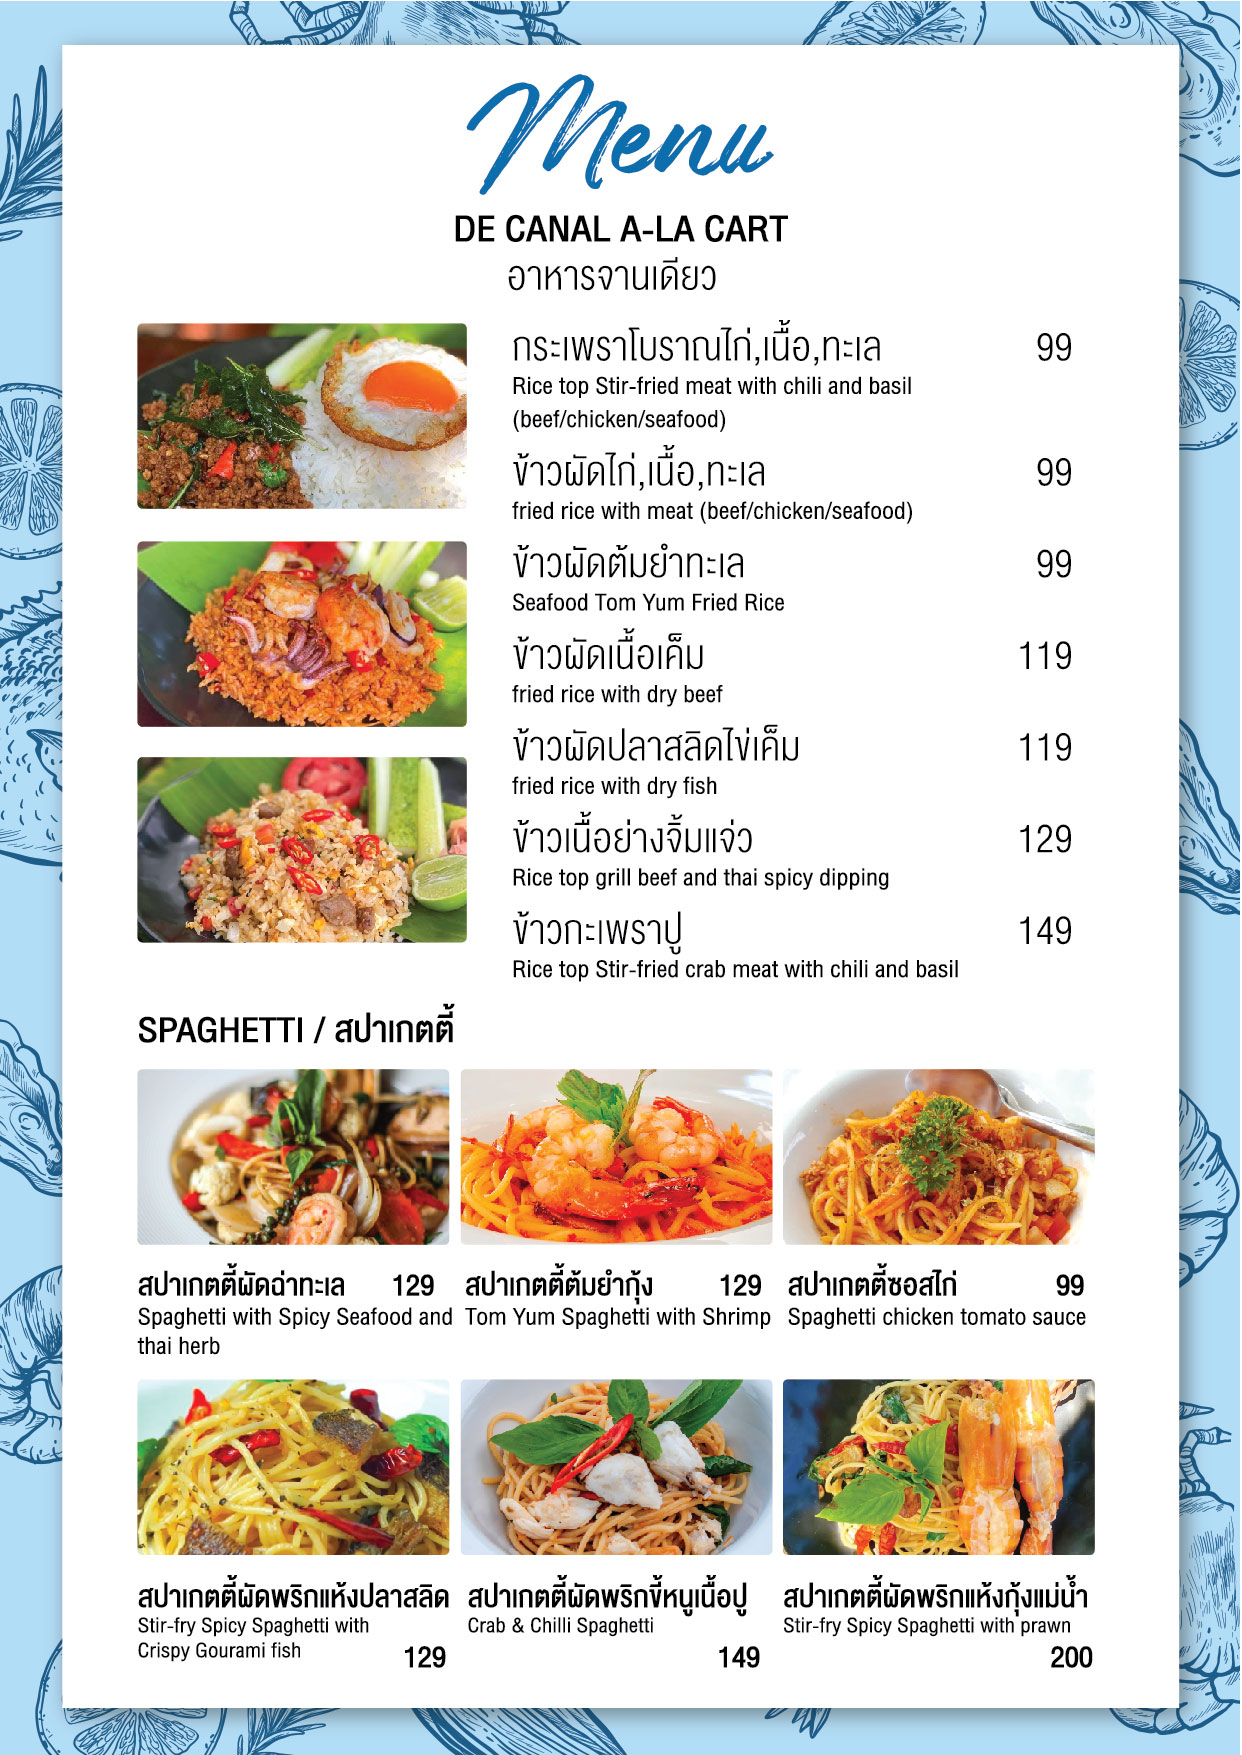 Menu
DE CANAL A-LA CART
อาหารจานเดียว
กระเพราโบราณไก่,เนื้อ,ทะเล 99
Rice top Stir-fried meat with chili and basil
(beef/chicken/seafood)
ข้าวผัดไก่,เนื้อ,ทะเล 99
fried rice with meat (beef/chicken/seafood)
ข้าวผัดต้มยำทะเล 99
Seafood Tom Yum Fried Rice
ข้าวผัดเนื้อเค็ม 119
fried rice with dry beef
ข้าวผัดปลาสลิดไข่เค็ม 119
fried rice with dry fish
ข้าวเนื้อย่างจิ้มแจ่ว 129
Rice top grill beef and thai spicy dipping
ข้าวกะเพราปู 149
Rice top Stir-fried crab meat with chili and basil
SPAGHETTI / สปาเกตตี้
สปาเกตตี้ผัดฉ่าทะเล 129
Spaghetti with Spicy Seafood and
thai herb
สปาเกตตี้ต้มยำกุ้ง 129
Tom Yum Spaghetti with Shrimp
สปาเกตตี้ซอสไก่ 99
Spaghetti chicken tomato sauce
สปาเกตตี้ผัดพริกแห้งปลาสลิด
Stir-fry Spicy Spaghetti with
Crispy Gourami fish 129
สปาเกตตี้ผัดพริกขี้หนูเนื้อปู
Crab & Chilli Spaghetti
149
สปาเกตตี้ผัดพริกแห้งกุ้งแม่น้ำ
Stir-fry Spicy Spaghetti with prawn
200